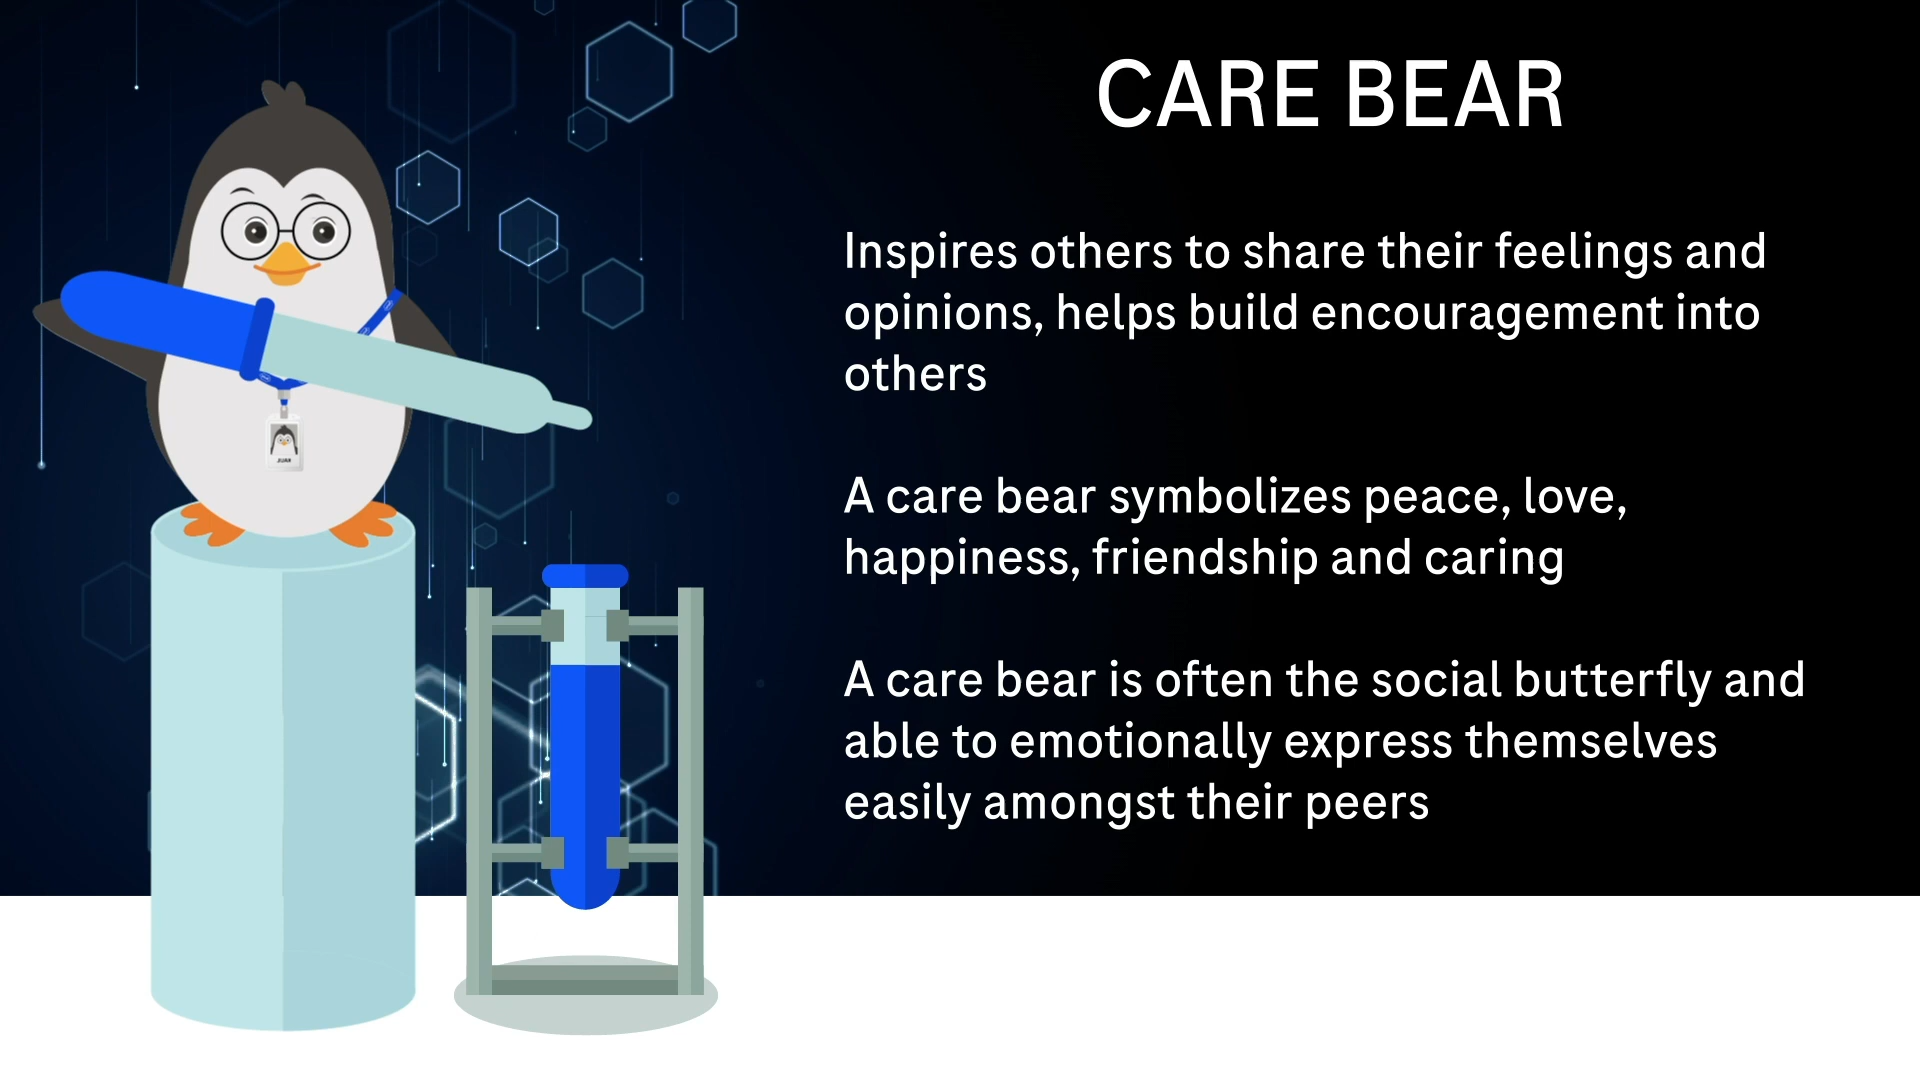 CARE BEAR
Inspires others to share their feelings and
opinions, helps build encouragement into
others
A care bear symbolizes peace, love,
happiness, friendship and caring
A care bear is often the social butterfly and
able to emotionally express themselves
easily amongst their peers